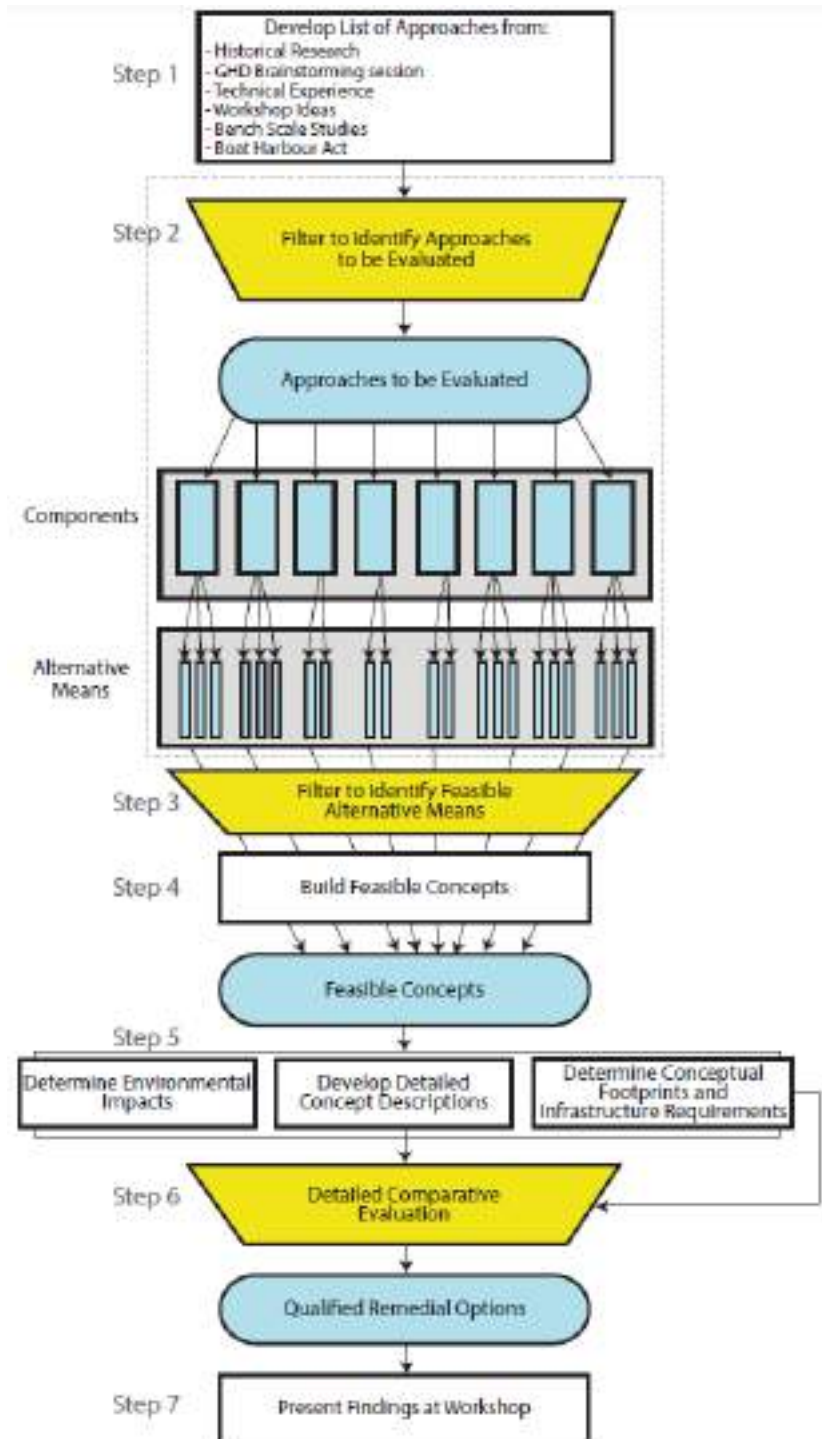 Develop List of Approaches from:
Step 1
- Historical Research
- GHD Brainstorming session
- Technical Experience
- Workshop Ideas
- Bench Scale Studies
- Boat Harbour Act
Step 2
Filter to Identify Approaches
to be Evaluated
Approaches to be Evaluated
Components
Alternative
Means
Step 3
Filter to Identify Feasible
Alternative Means
Step 4
Build Feasible Concepts
Feasible Concepts
Step 5
Determine Environmental
Impacts
Develop Detailed
Concept Descriptions
Determine Conceptual
Footprints and
Infrastructure Requirements
Step 6
Detailed Comparative
Evaluation
Qualified Remedial Options
Step 7
Present Findings at Workshop